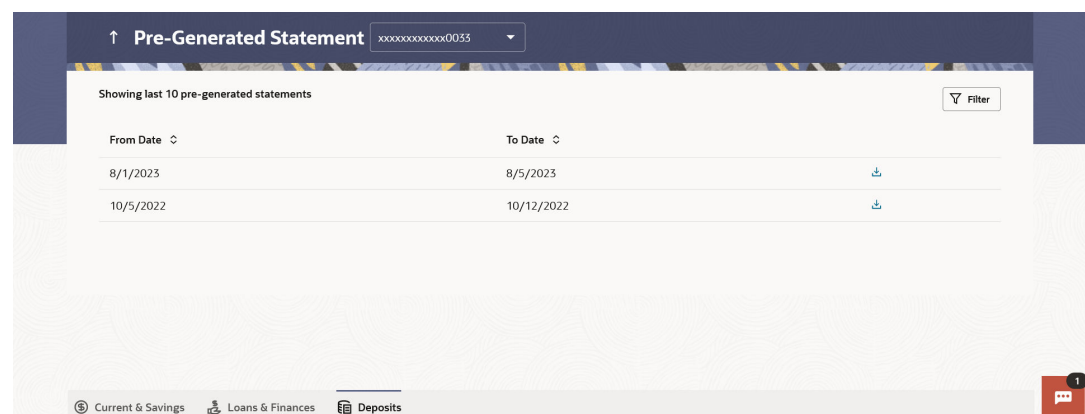 Pre-Generated Statement xxxxxxxxxxxx0033
Showing last 10 pre-generated statements
Filter
From Date To Date
8/1/2023 8/5/2023
10/5/2022 10/12/2022
1
Current & Savings Loans & Finances Deposits